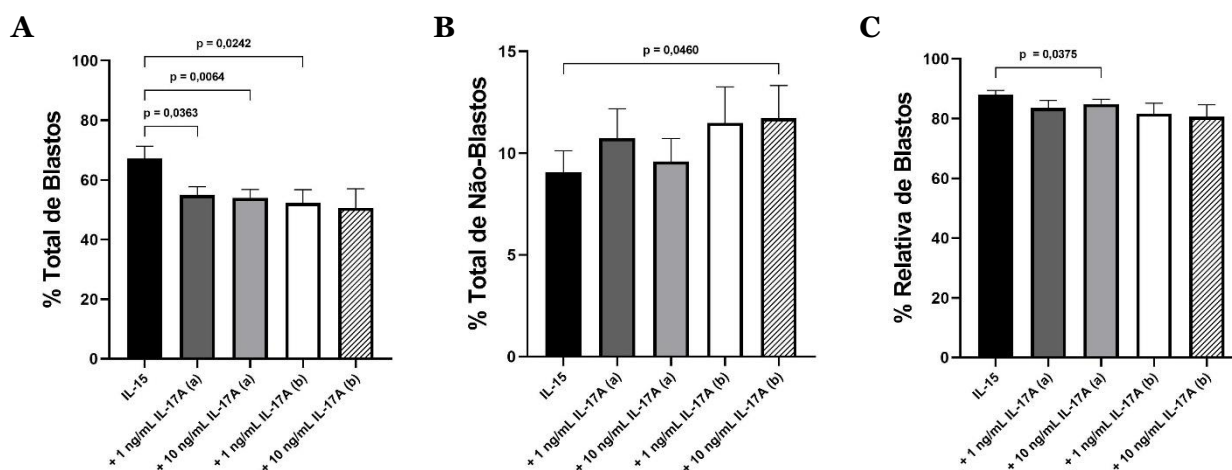 A
% Total de Blastos
100
80
60
40
20
0
p = 0,0242
p = 0,0064
p = 0,0363
IL-15
+ 1 ng/mL IL-17A (a)
+ 10 ng/mL IL-17A (a)
+ 1 ng/mL IL-17A (b)
+ 10 ng/mL IL-17A (b)
B
% Total de Não-Blastos
15
10
5
0
p = 0,0460
IL-15
+ 1 ng/mL IL-17A (a)
+ 10 ng/mL IL-17A (a)
+ 1 ng/mL IL-17A (b)
+ 10 ng/mL IL-17A (b)
C
% Relativa de Blastos
100
80
60
40
20
0
p = 0,0375
IL-15
+ 1 ng/mL IL-17A (a)
+ 10 ng/mL IL-17A (a)
+ 1 ng/mL IL-17A (b)
+ 10 ng/mL IL-17A (b)